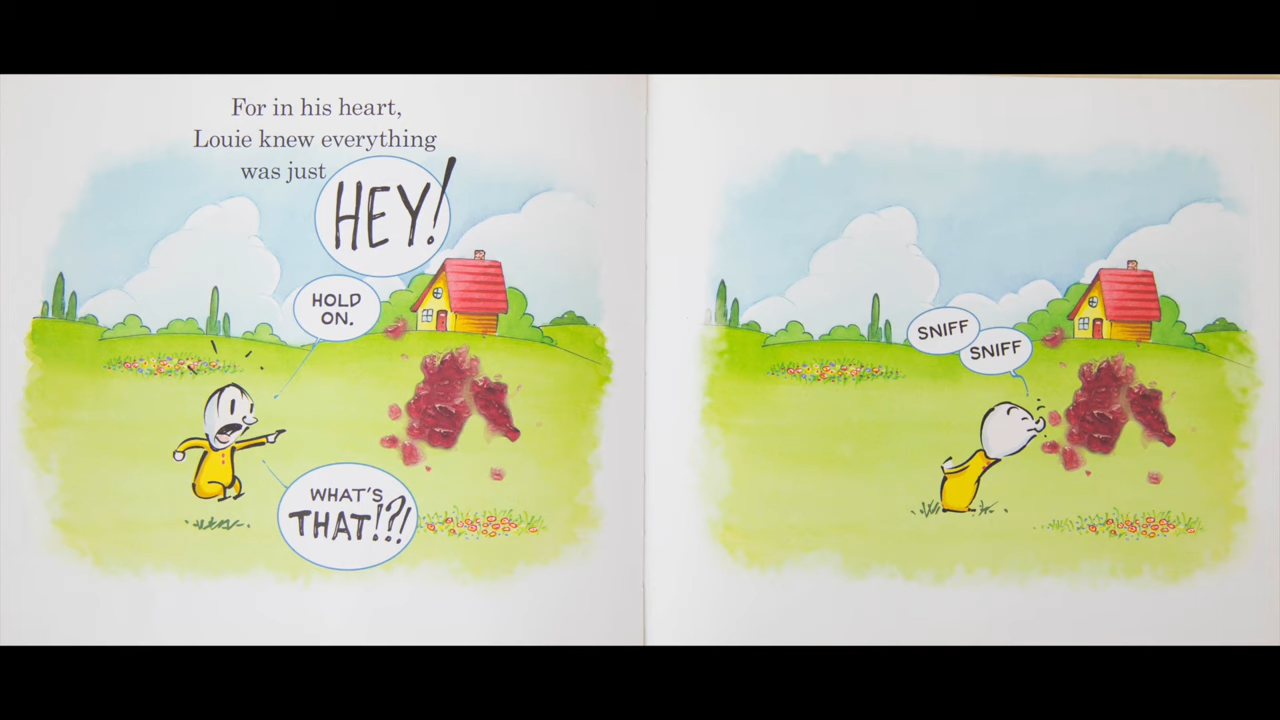 For in his heart,
Louie knew everything
was just
HEY!
HOLD
ON.
WHAT'S
THAT!?!
SNIFF
SNIFF